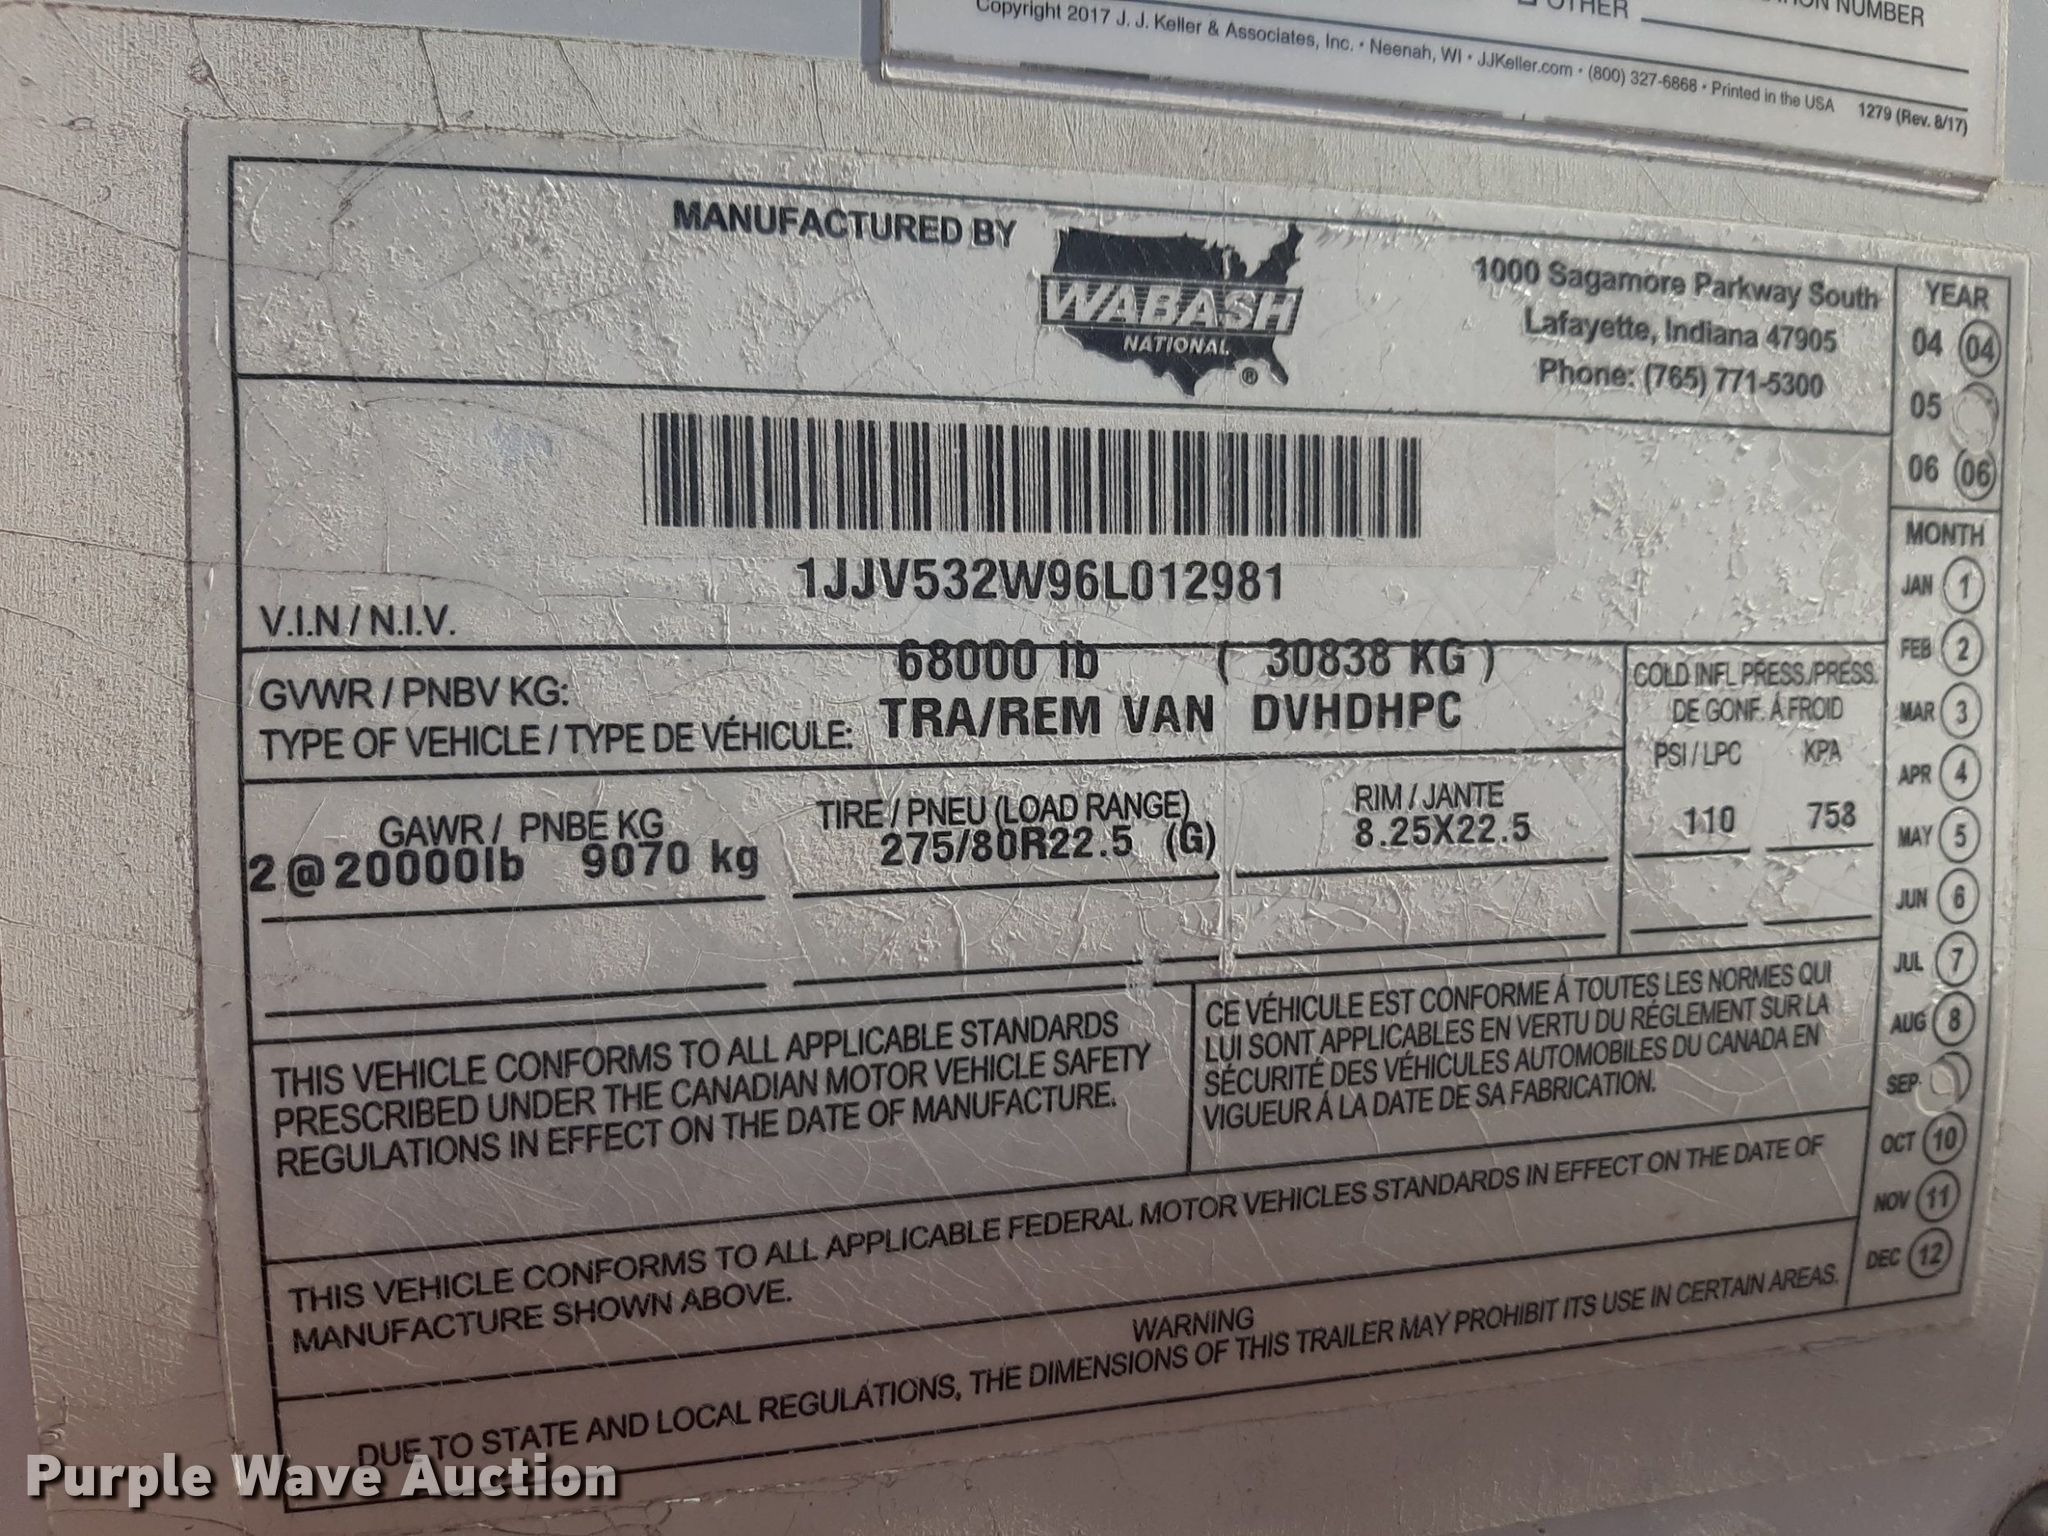 OTHER
NUMBER
Copyright 2017 J. J. Keller & Associates, Inc. • Neenah, WI • JJKeller.com • (800) 327-6868 • Printed in the USA 1279 (Rev. 8/17)
MANUFACTURED BY
WABASH
NATIONAL
®
1000 Sagamore Parkway South
Lafayette, Indiana 47905
Phone: (765) 771-5300
YEAR
04 04
05
06 06
1JJV532W96L012981
V.I.N / N.I.V.
GVWR / PNBV KG: 68000 lb ( 30838 KG )
TYPE OF VEHICLE / TYPE DE VÉHICULE: TRA/REM VAN DVHDHPC
COLD INFL PRESS./PRESS.
DE GONF. Á FROID
PSI / LPC KPA
110 758
GAWR / PNBE KG
2@20000lb 9070 kg
TIRE / PNEU (LOAD RANGE)
275/80R22.5 (G)
RIM / JANTE
8.25X22.5
MONTH
JAN 1
FEB 2
MAR 3
APR 4
MAY 5
JUN 6
JUL 7
AUG 8
SEP
OCT 10
NOV 11
DEC 12
THIS VEHICLE CONFORMS TO ALL APPLICABLE STANDARDS
PRESCRIBED UNDER THE CANADIAN MOTOR VEHICLE SAFETY
REGULATIONS IN EFFECT ON THE DATE OF MANUFACTURE.
CE VÉHICULE EST CONFORME Á TOUTES LES NORMES QUI
LUI SONT APPLICABLES EN VERTU DU RÉGLEMENT SUR LA
SÉCURITÉ DES VÉHICULES AUTOMOBILES DU CANADA EN
VIGUEUR Á LA DATE DE SA FABRICATION.
THIS VEHICLE CONFORMS TO ALL APPLICABLE FEDERAL MOTOR VEHICLES STANDARDS IN EFFECT ON THE DATE OF
MANUFACTURE SHOWN ABOVE.
WARNING
DUE TO STATE AND LOCAL REGULATIONS, THE DIMENSIONS OF THIS TRAILER MAY PROHIBIT ITS USE IN CERTAIN AREAS.
Purple Wave Auction